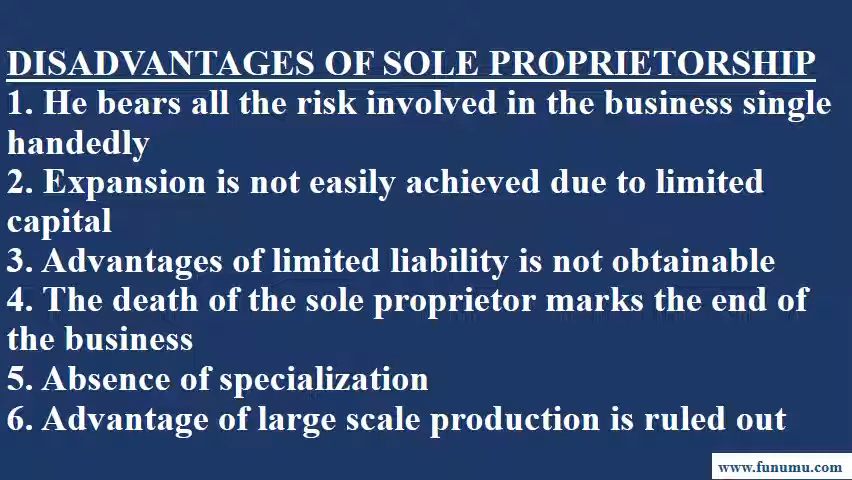 DISADVANTAGES OF SOLE PROPRIETORSHIP
1. He bears all the risk involved in the business single
handedly
2. Expansion is not easily achieved due to limited
capital
3. Advantages of limited liability is not obtainable
4. The death of the sole proprietor marks the end of
the business
5. Absence of specialization
6. Advantage of large scale production is ruled out
www.funumu.com